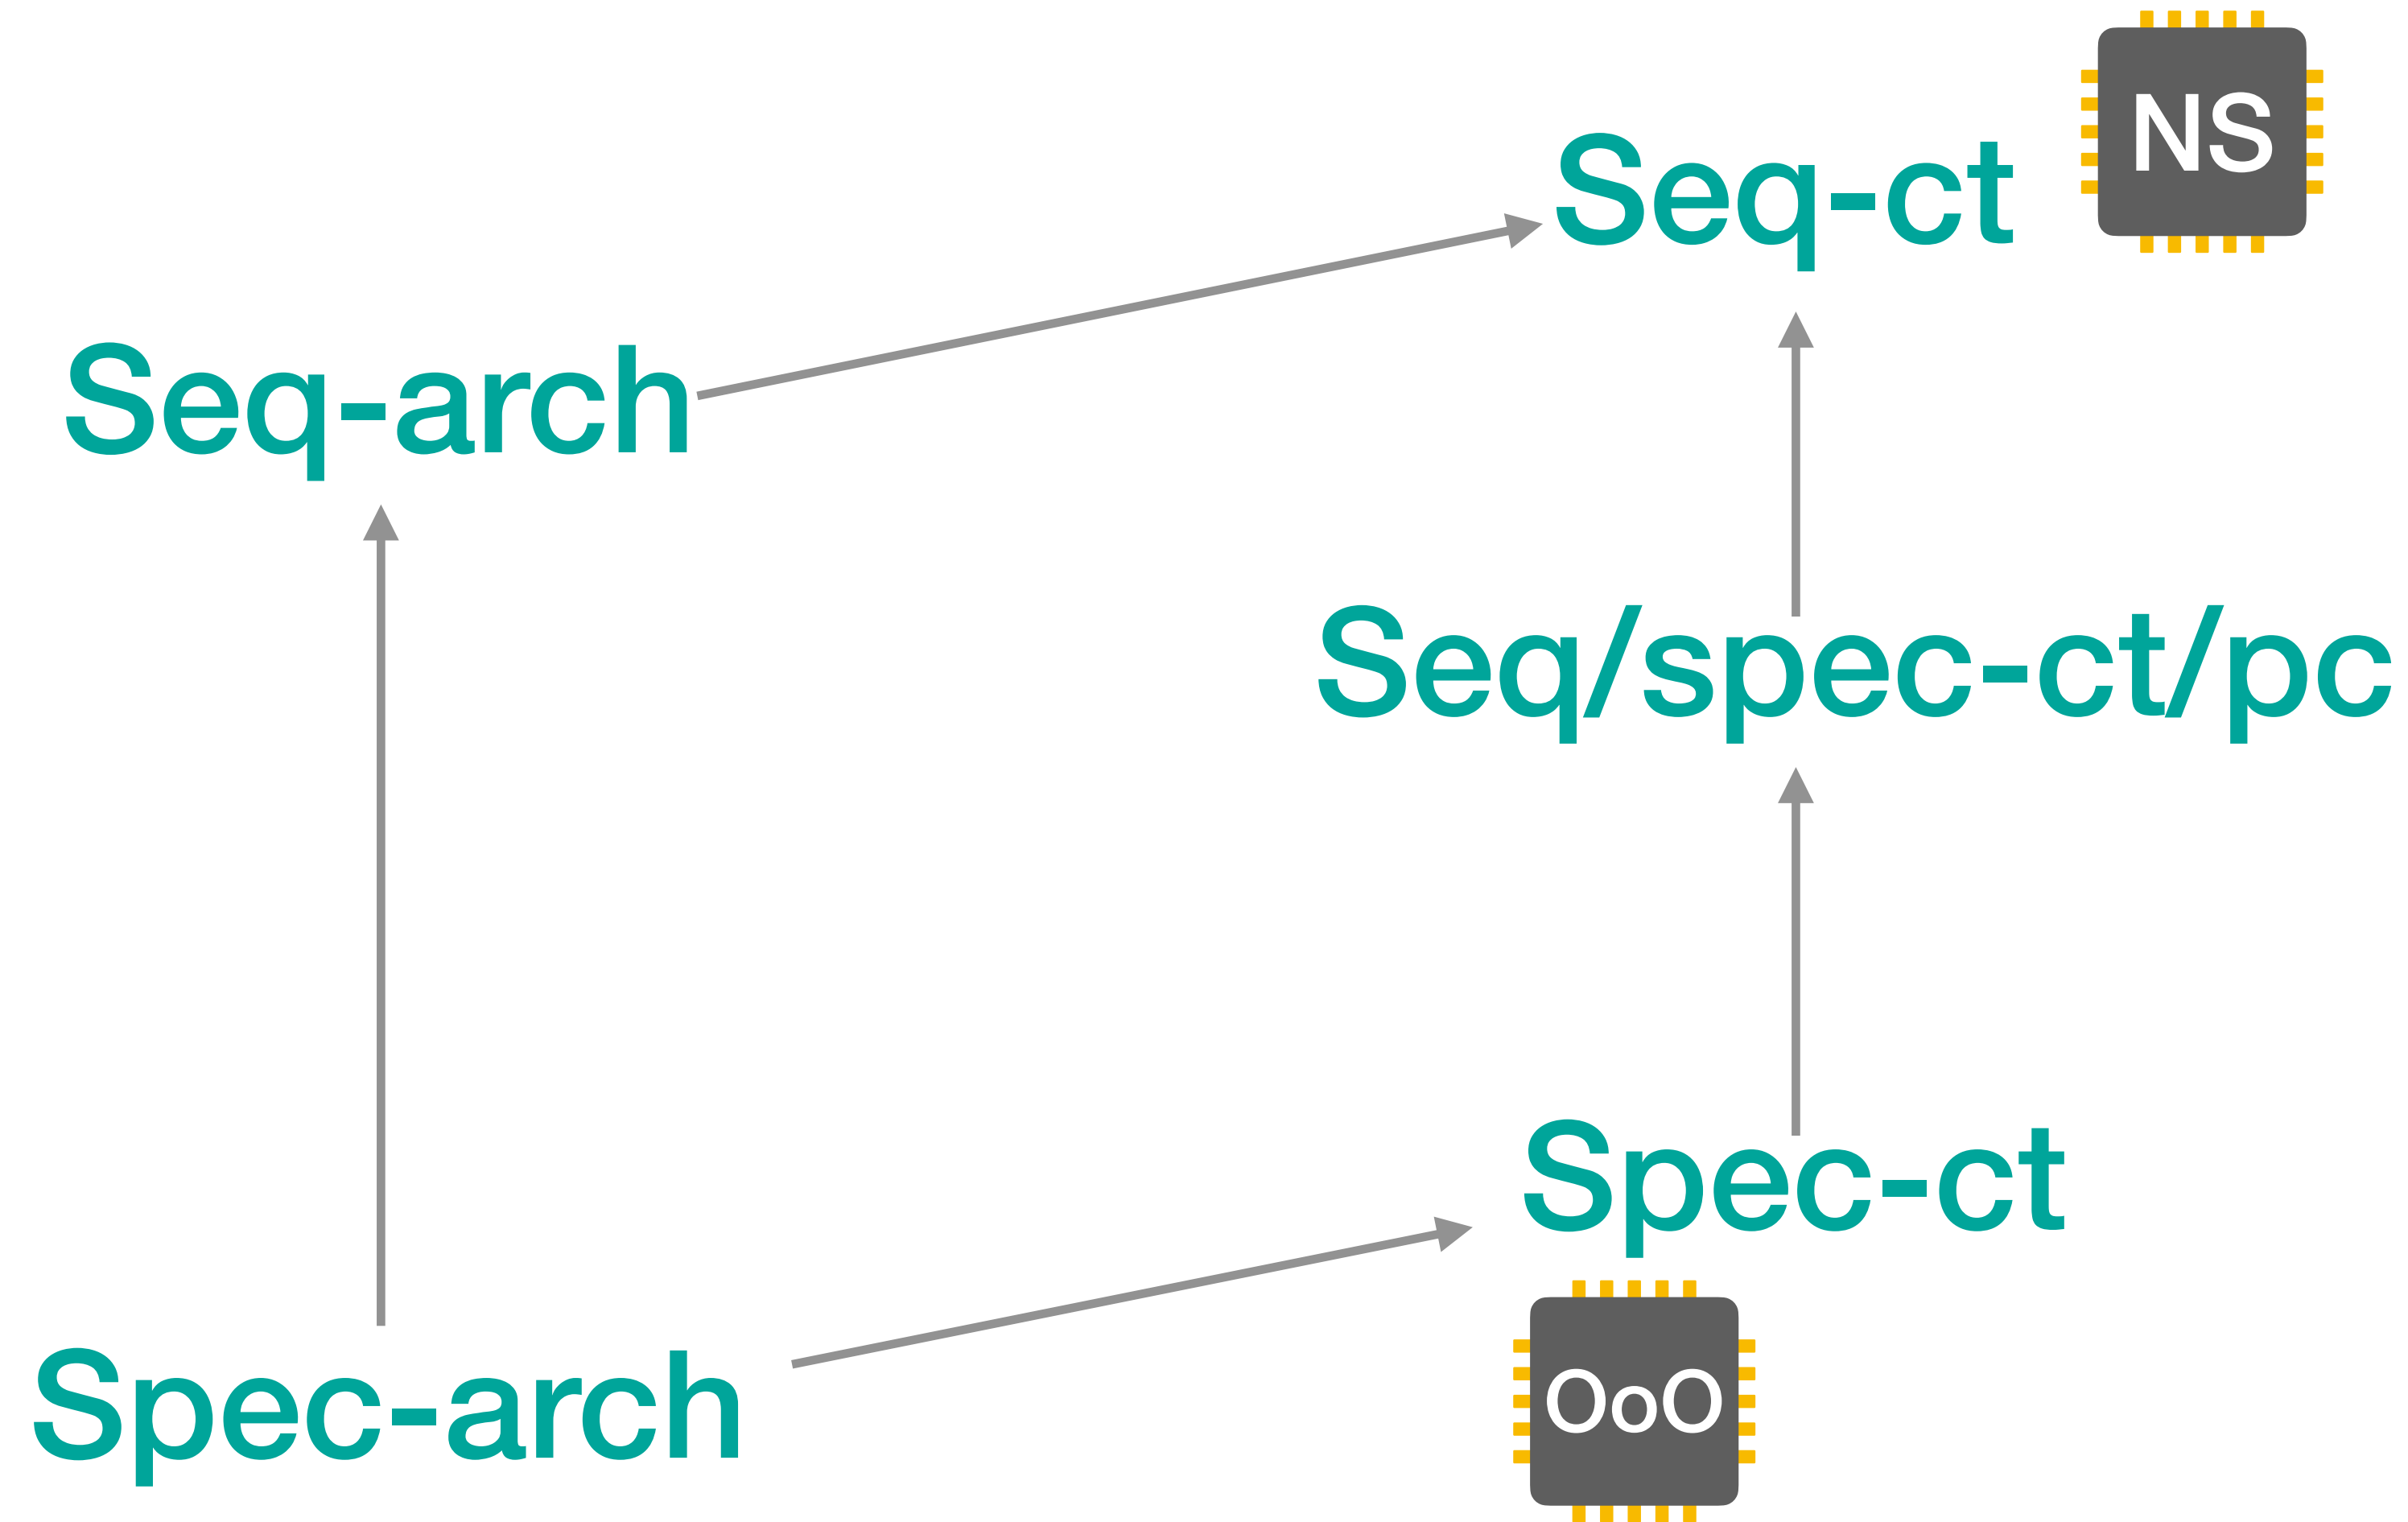 NS
Seq-ct
Seq-arch
Seq/spec-ct/pc
Spec-ct
Spec-arch
OoO